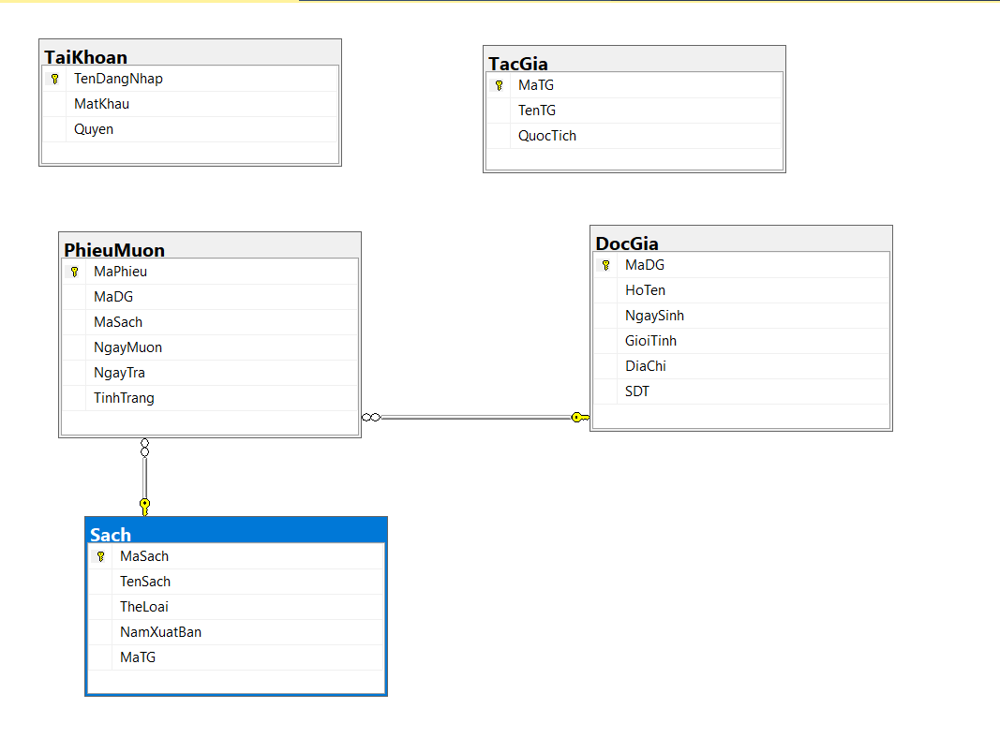 TaiKhoan
TenDangNhap
MatKhau
Quyen
TacGia
MaTG
TenTG
QuocTich
PhieuMuon
MaPhieu
MaDG
MaSach
NgayMuon
NgayTra
TinhTrang
DocGia
MaDG
HoTen
NgaySinh
GioiTinh
DiaChi
SDT
Sach
MaSach
TenSach
TheLoai
NamXuatBan
MaTG